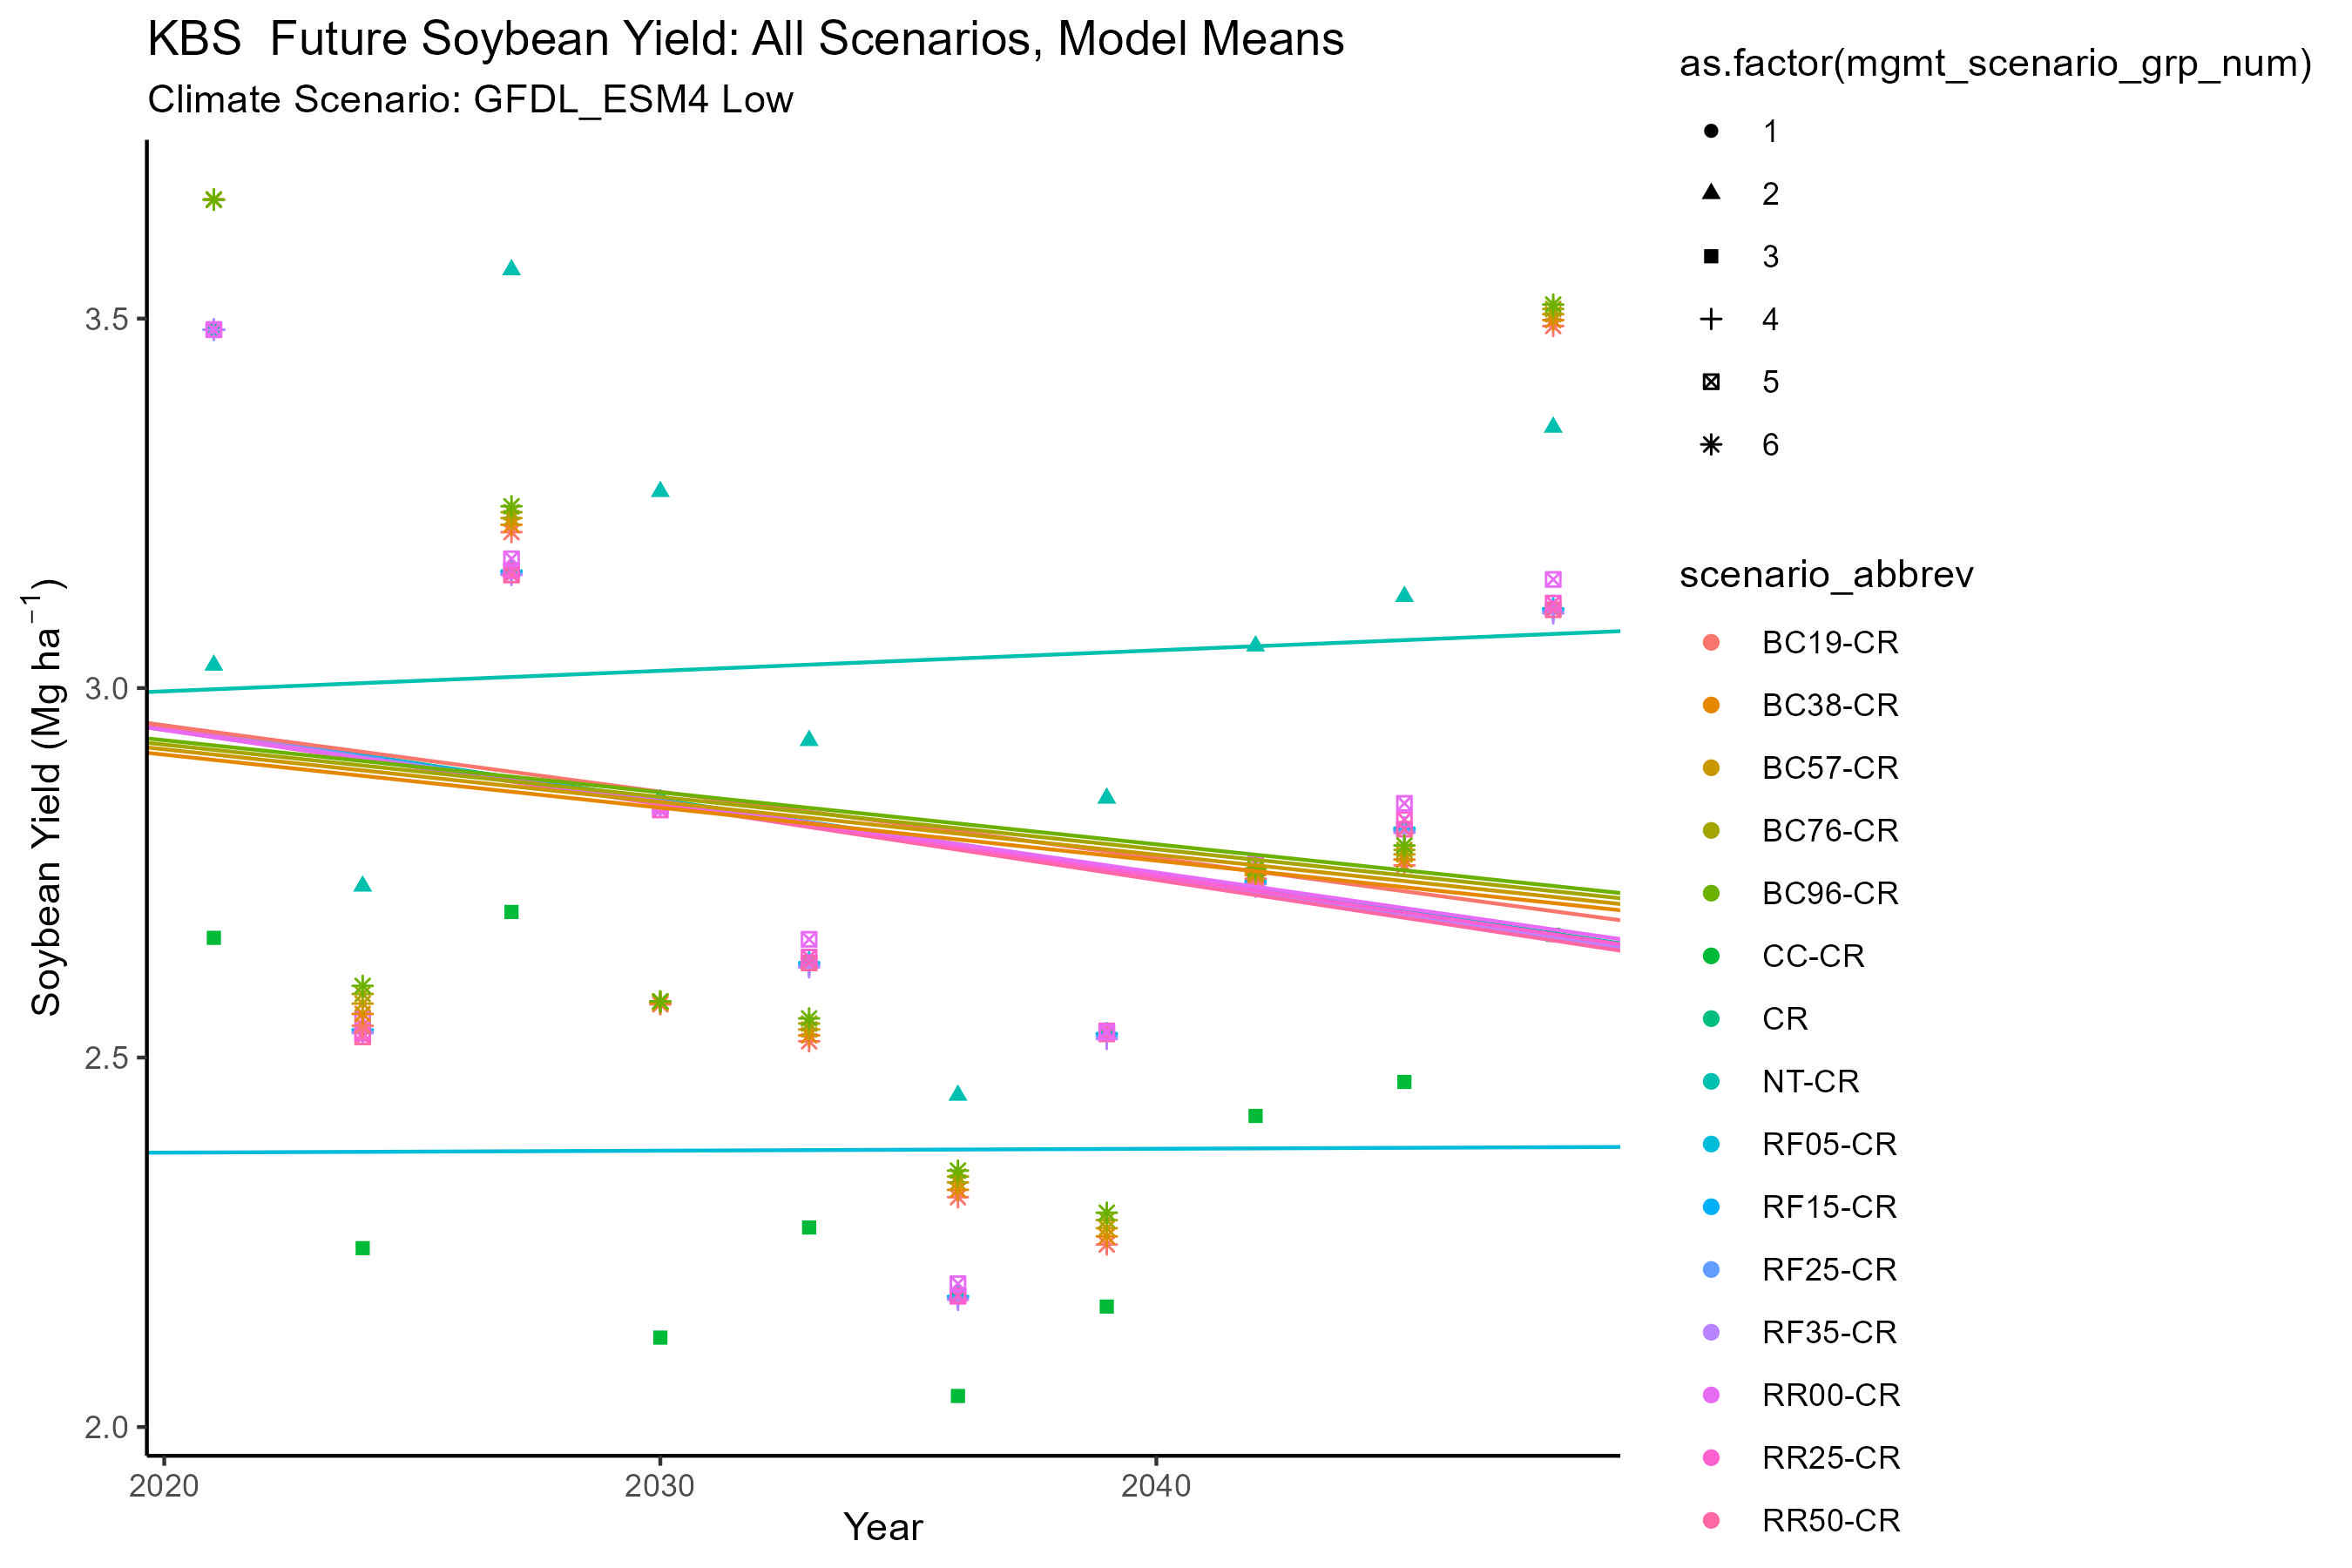 KBS  Future Soybean Yield: All Scenarios, Model Means
Climate Scenario: GFDL_ESM4 Low
Soybean Yield (Mg ha⁻¹)
3.5
3.0
2.5
2.0
2020
2030
2040
Year
as.factor(mgmt_scenario_grp_num)
1
2
3
4
5
6
scenario_abbrev
BC19-CR
BC38-CR
BC57-CR
BC76-CR
BC96-CR
CC-CR
CR
NT-CR
RF05-CR
RF15-CR
RF25-CR
RF35-CR
RR00-CR
RR25-CR
RR50-CR